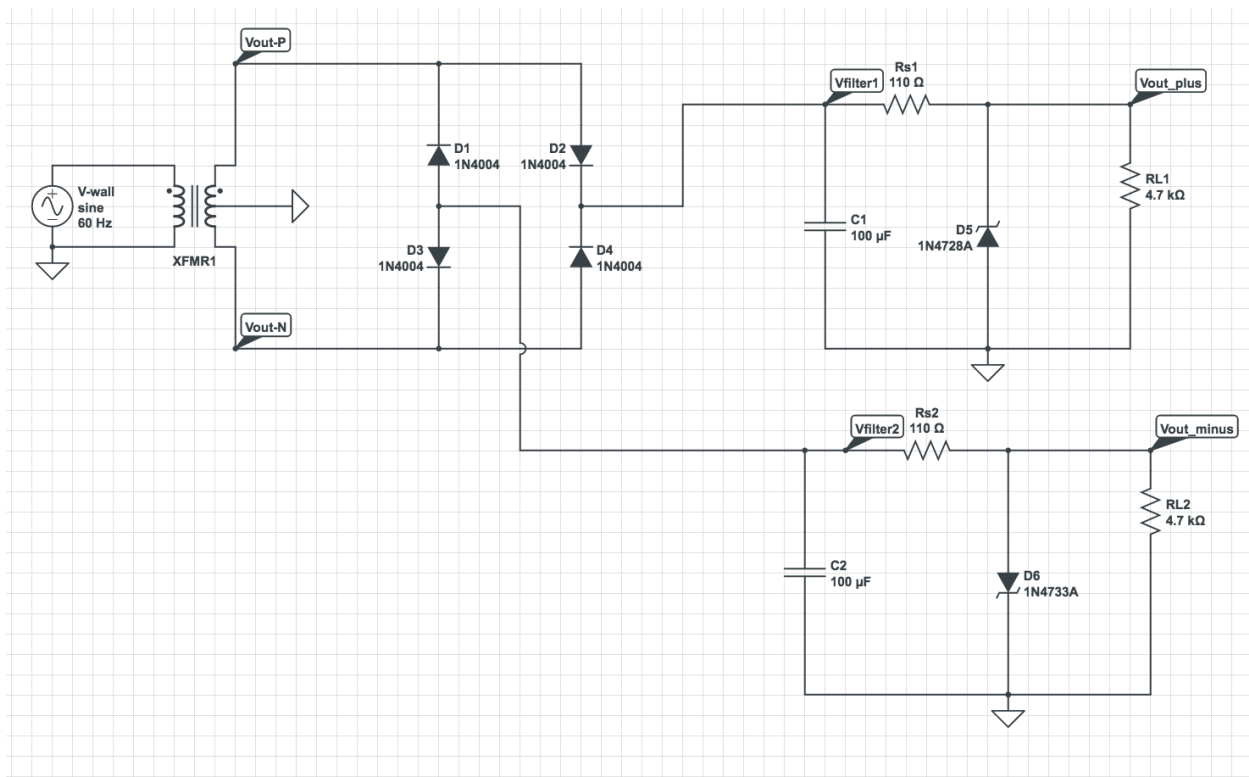 Vout-P
Rs1
110 Ω
Vfilter1
Vout_plus
D1
1N4004
D2
1N4004
V-wall
sine
60 Hz
RL1
4.7 kΩ
C1
100 µF
D5
1N4728A
XFMR1
D3
1N4004
D4
1N4004
Vout-N
Rs2
110 Ω
Vfilter2
Vout_minus
RL2
4.7 kΩ
C2
100 µF
D6
1N4733A